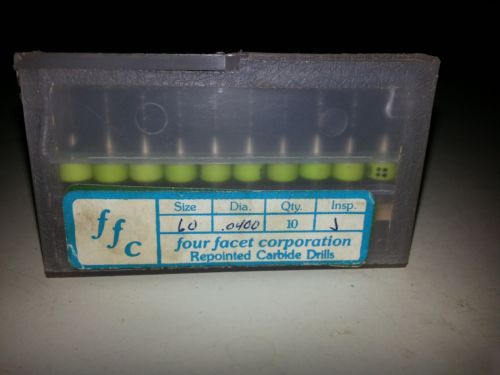 ffc
Size Dia. Qty. Insp.
60 .0400 10 J
four facet corporation
Repointed Carbide Drills